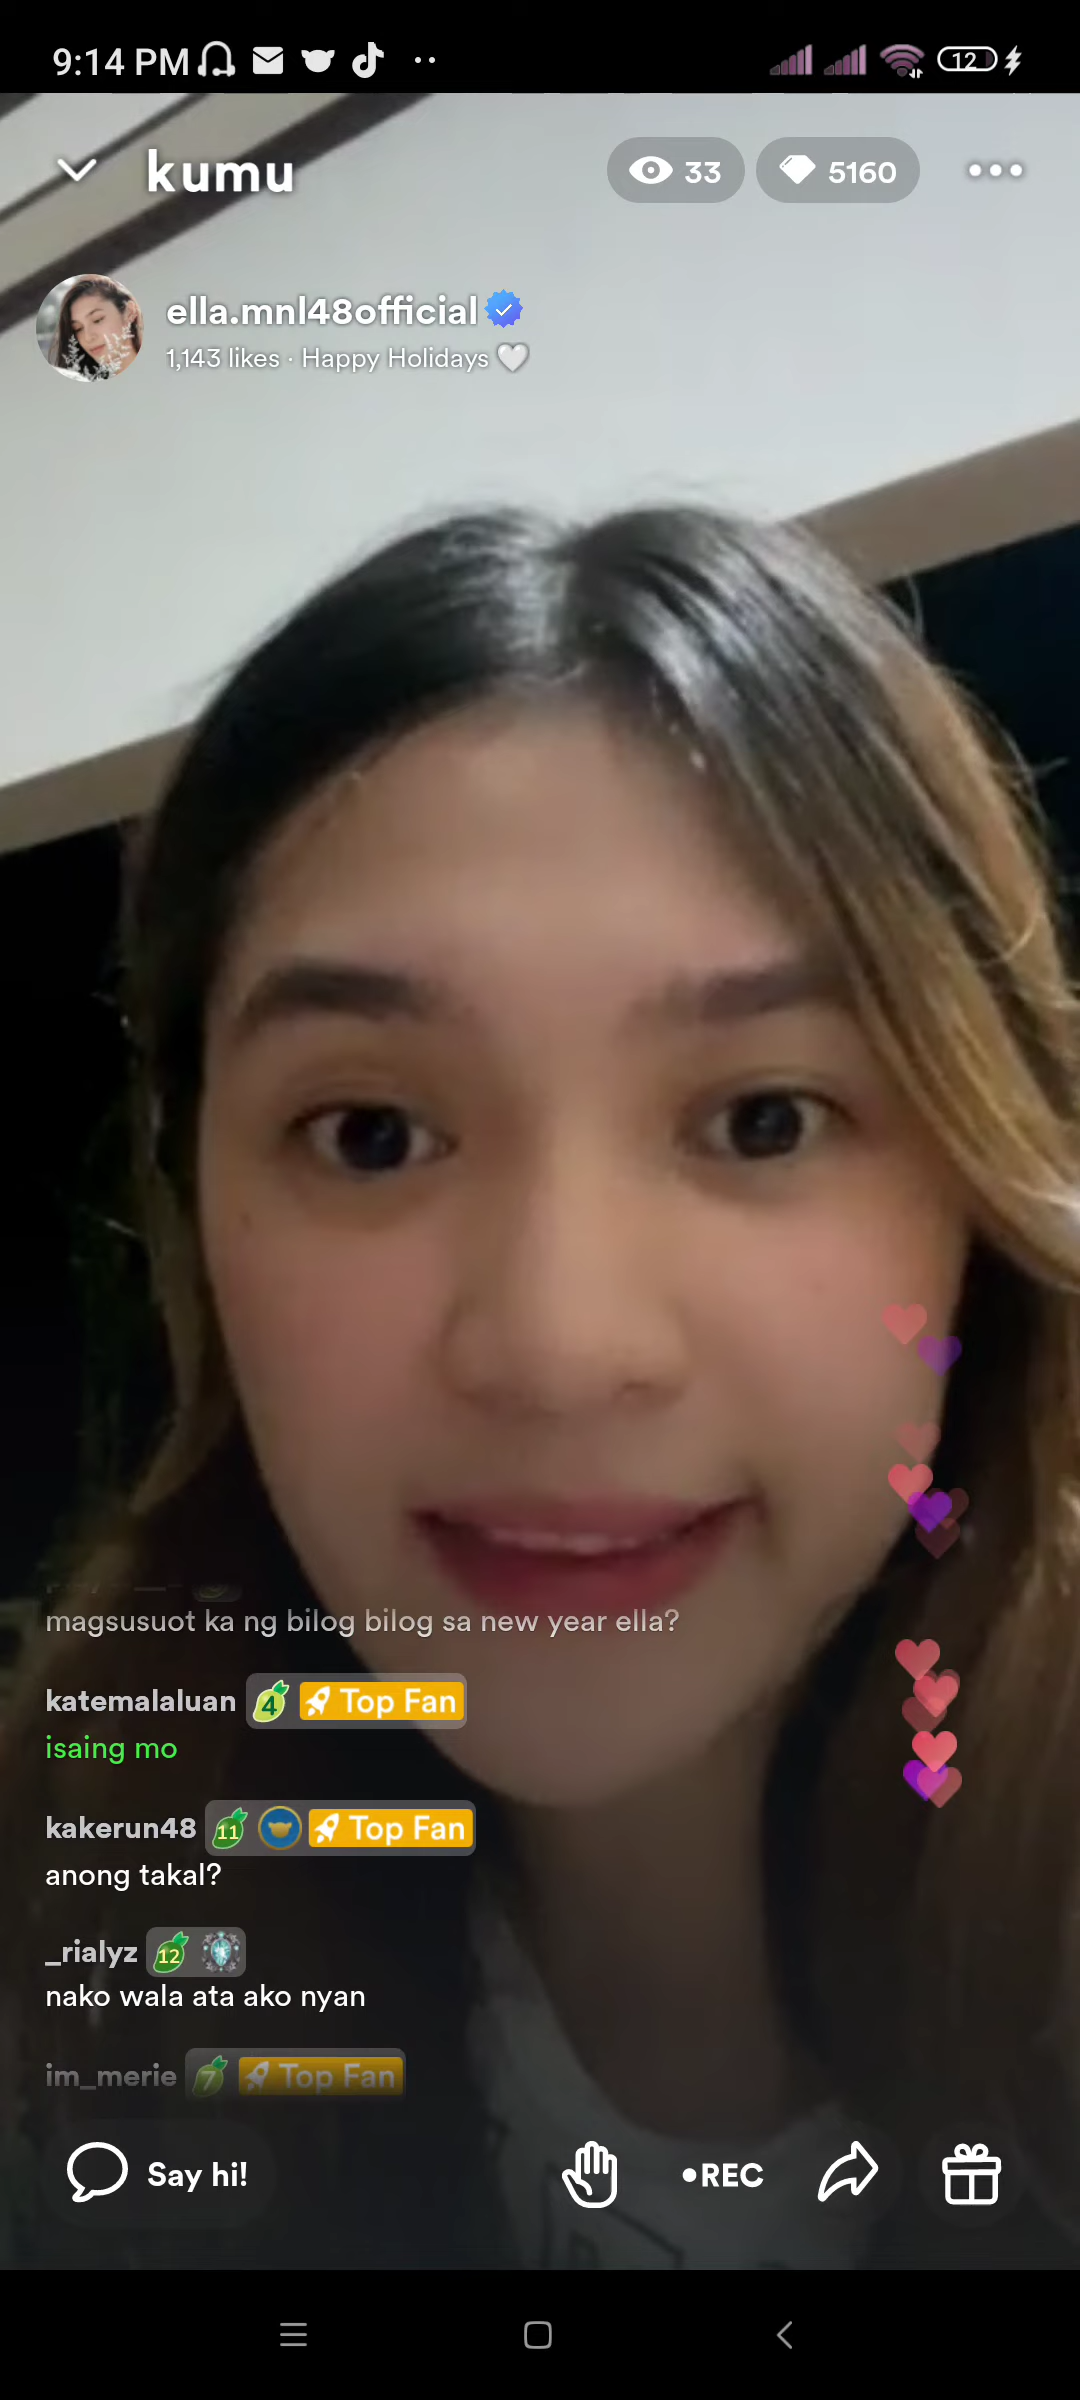 9:14 PM
12
kumu
33
5160
ella.mnl48official
1,143 likes · Happy Holidays 🤍
magsusuot ka ng bilog bilog sa new year ella?
katemalaluan 4 Top Fan
isaing mo
kakerun48 11 Top Fan
anong takal?
_rialyz 12
nako wala ata ako nyan
im_merie 7 Top Fan
Say hi!
•REC